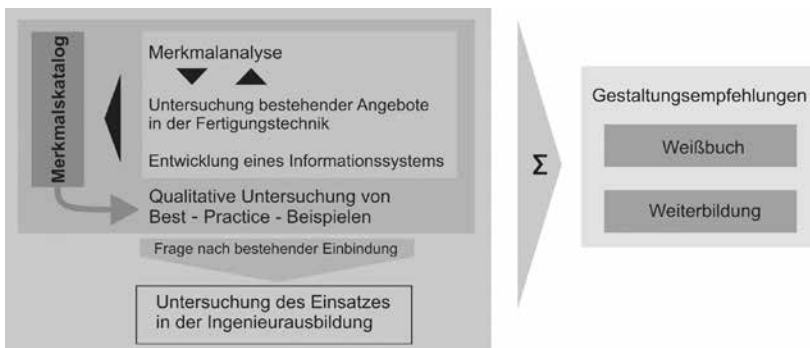 Merkmalskatalog
Merkmalanalyse
Untersuchung bestehender Angebote
in der Fertigungstechnik
Entwicklung eines Informationssystems
Qualitative Untersuchung von
Best - Practice - Beispielen
Frage nach bestehender Einbindung
Untersuchung des Einsatzes
in der Ingenieurausbildung
Σ
Gestaltungsempfehlungen
Weißbuch
Weiterbildung